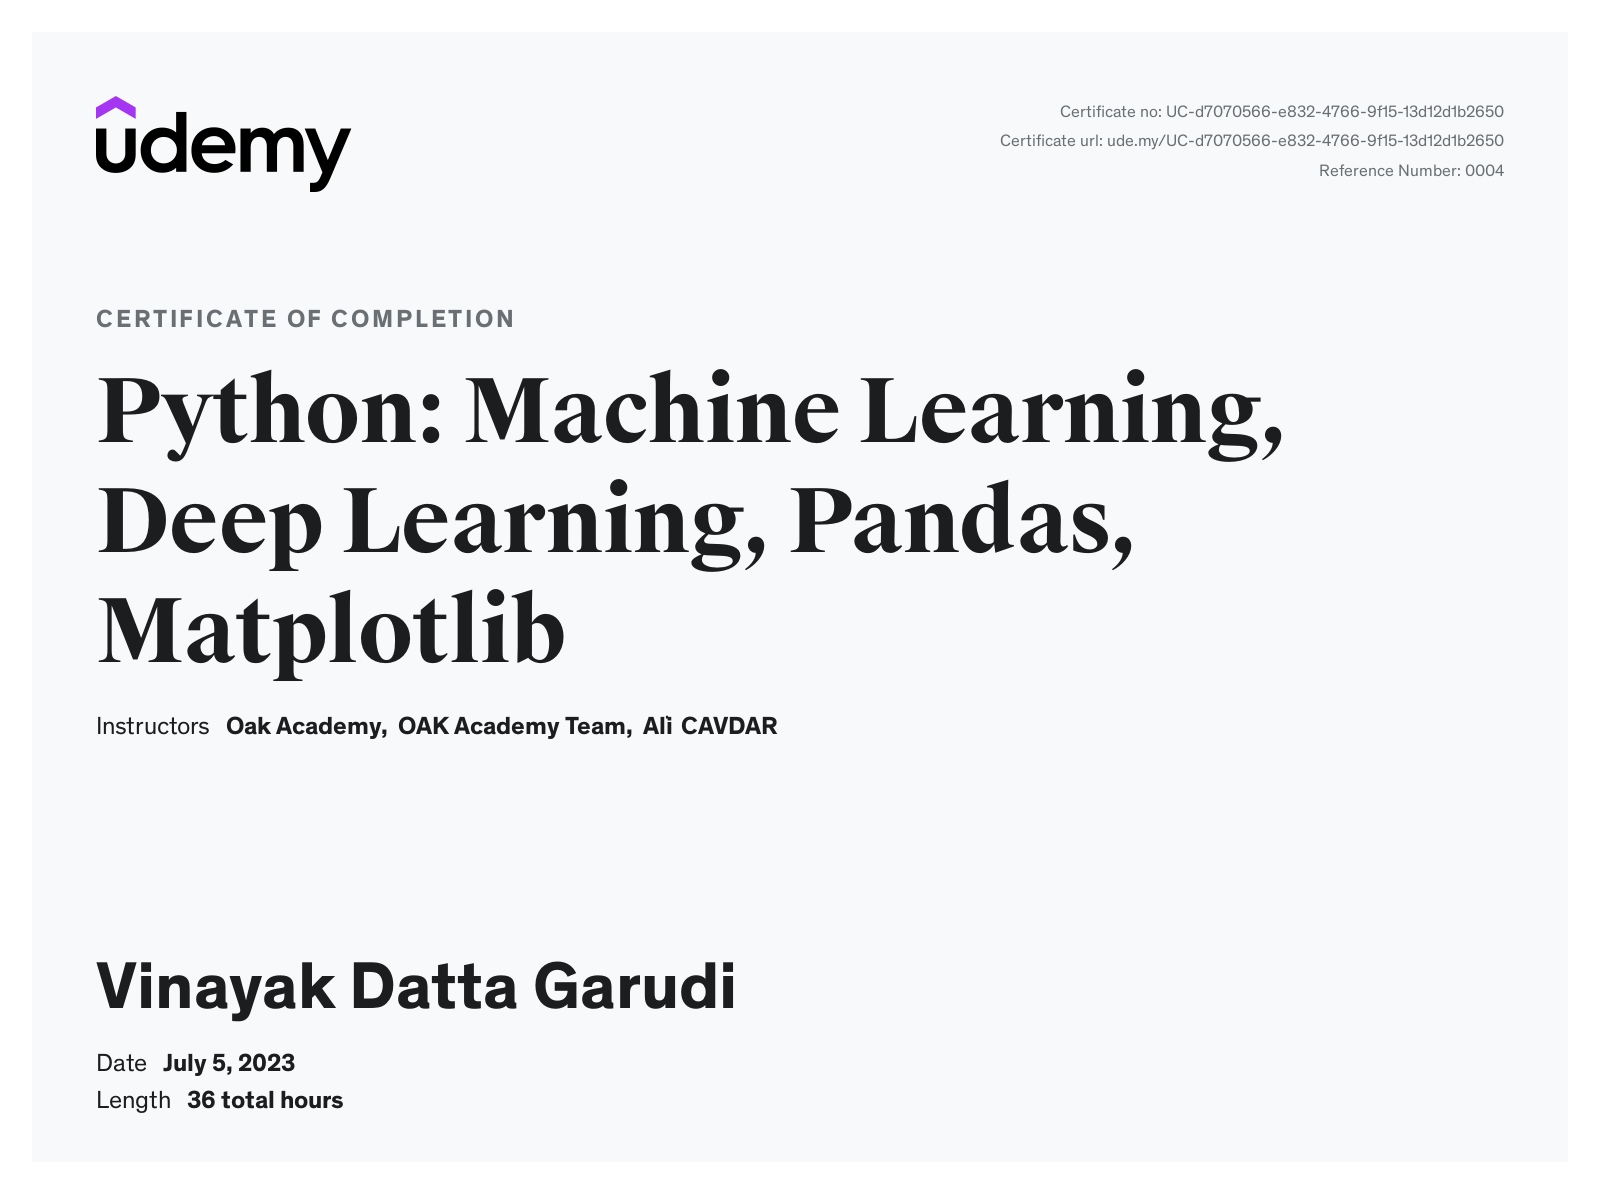 udemy
Certificate no: UC-d7070566-e832-4766-9f15-13d12d1b2650
Certificate url: ude.my/UC-d7070566-e832-4766-9f15-13d12d1b2650
Reference Number: 0004
CERTIFICATE OF COMPLETION
Python: Machine Learning,
Deep Learning, Pandas,
Matplotlib
Instructors Oak Academy, OAK Academy Team, Ali̇ CAVDAR
Vinayak Datta Garudi
Date July 5, 2023
Length 36 total hours